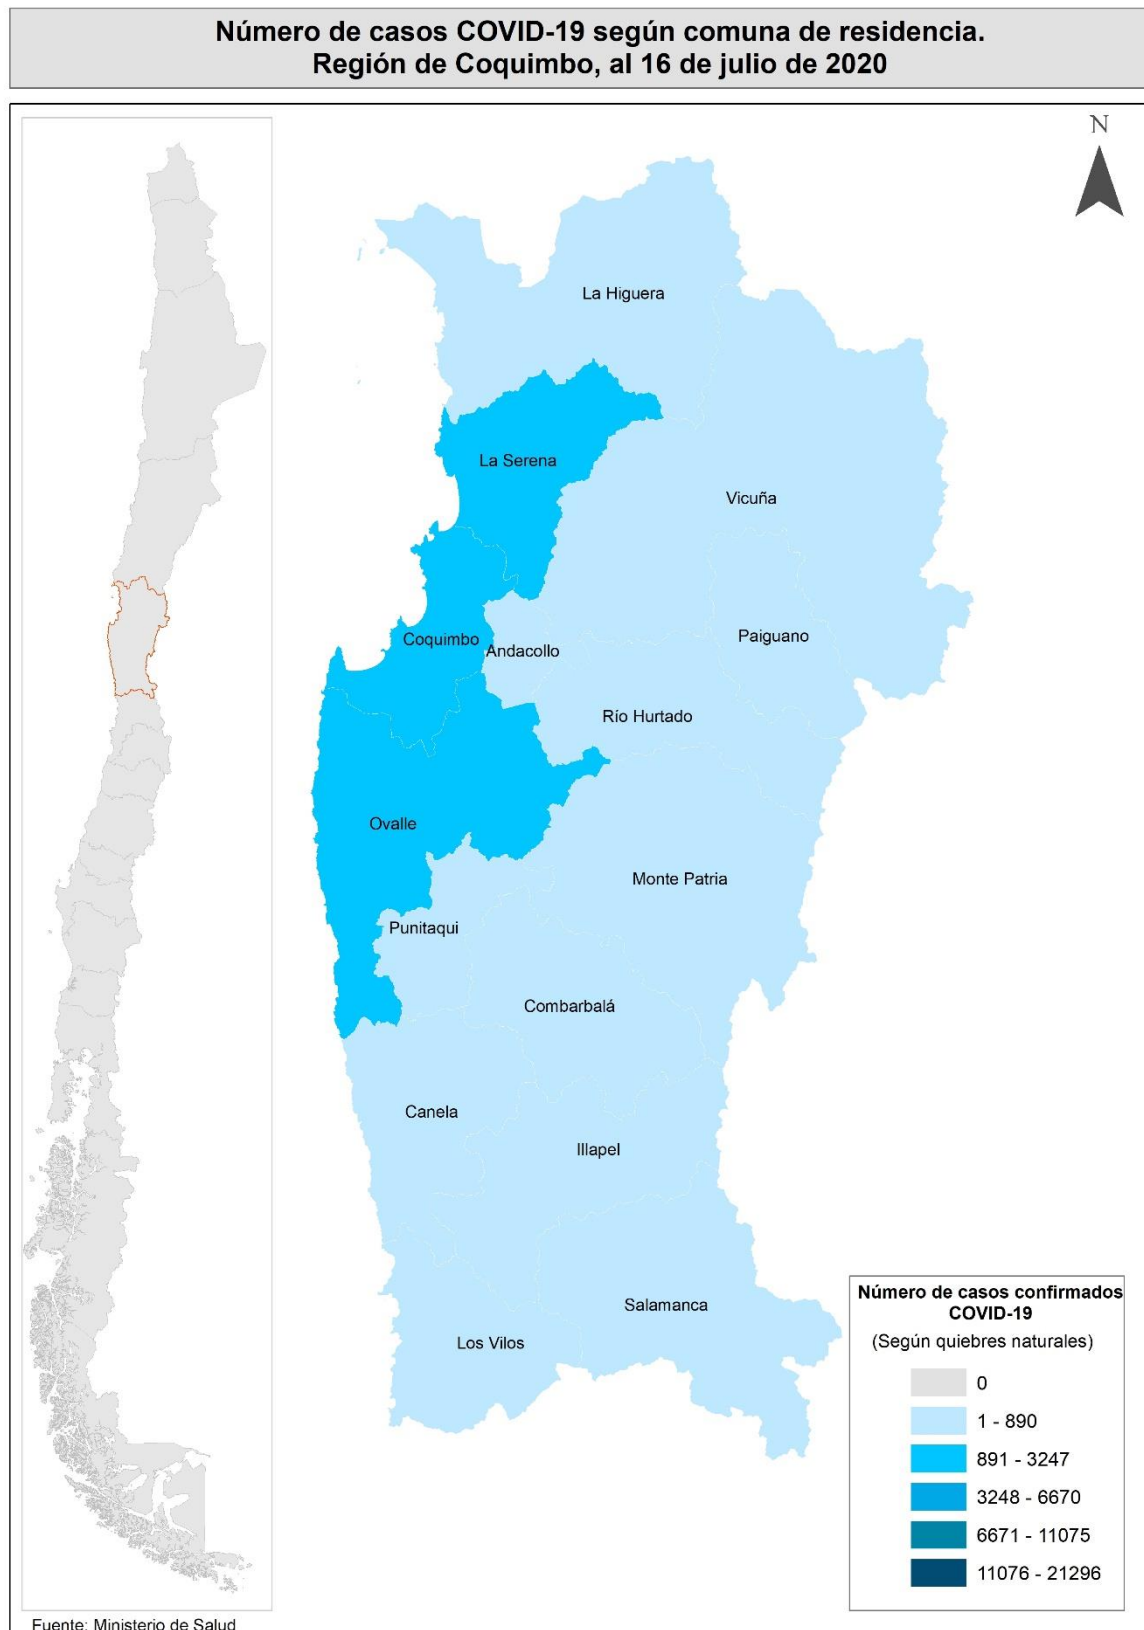 Número de casos COVID-19 según comuna de residencia.
Región de Coquimbo, al 16 de julio de 2020
N
La Higuera
La Serena
Vicuña
Coquimbo
Andacollo
Paiguano
Río Hurtado
Ovalle
Monte Patria
Punitaqui
Combarbalá
Canela
Illapel
Salamanca
Los Vilos
Número de casos confirmados
COVID-19
(Según quiebres naturales)
0
1 - 890
891 - 3247
3248 - 6670
6671 - 11075
11076 - 21296
Fuente: Ministerio de Salud